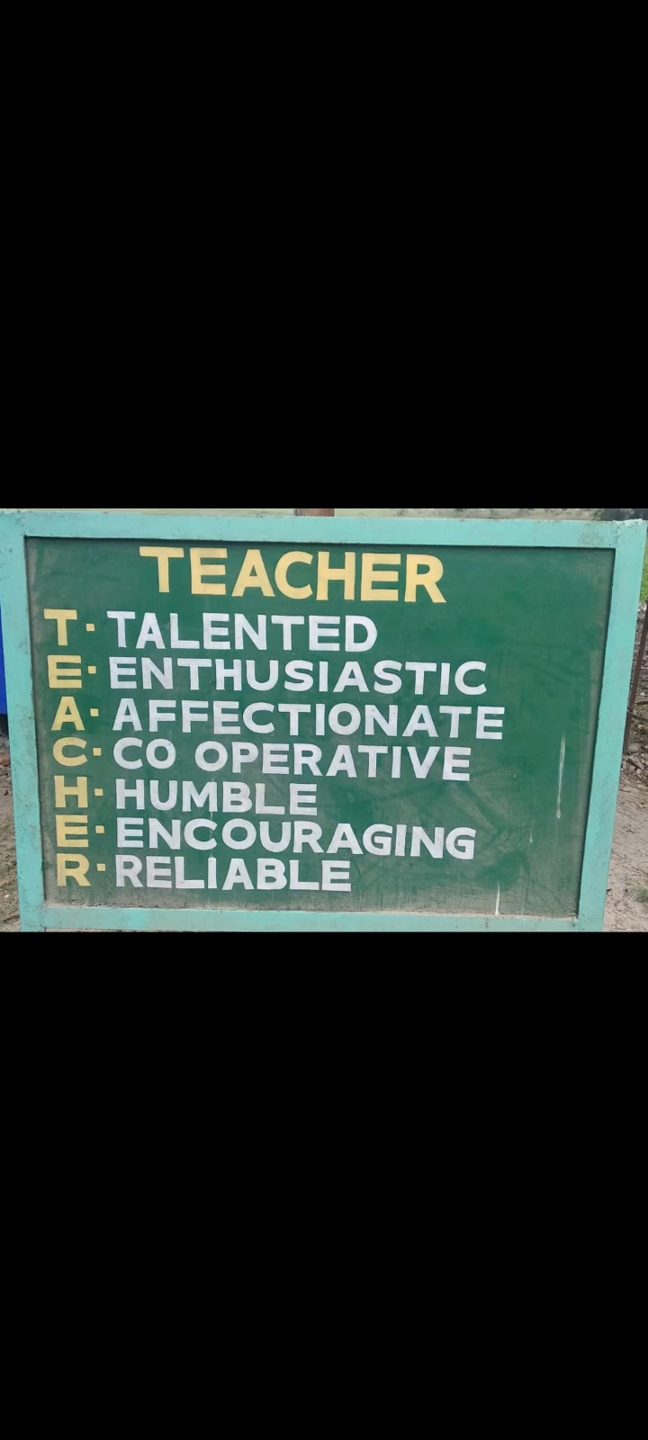 TEACHER
T· TALENTED
E· ENTHUSIASTIC
A· AFFECTIONATE
C· CO OPERATIVE
H· HUMBLE
E· ENCOURAGING
R· RELIABLE